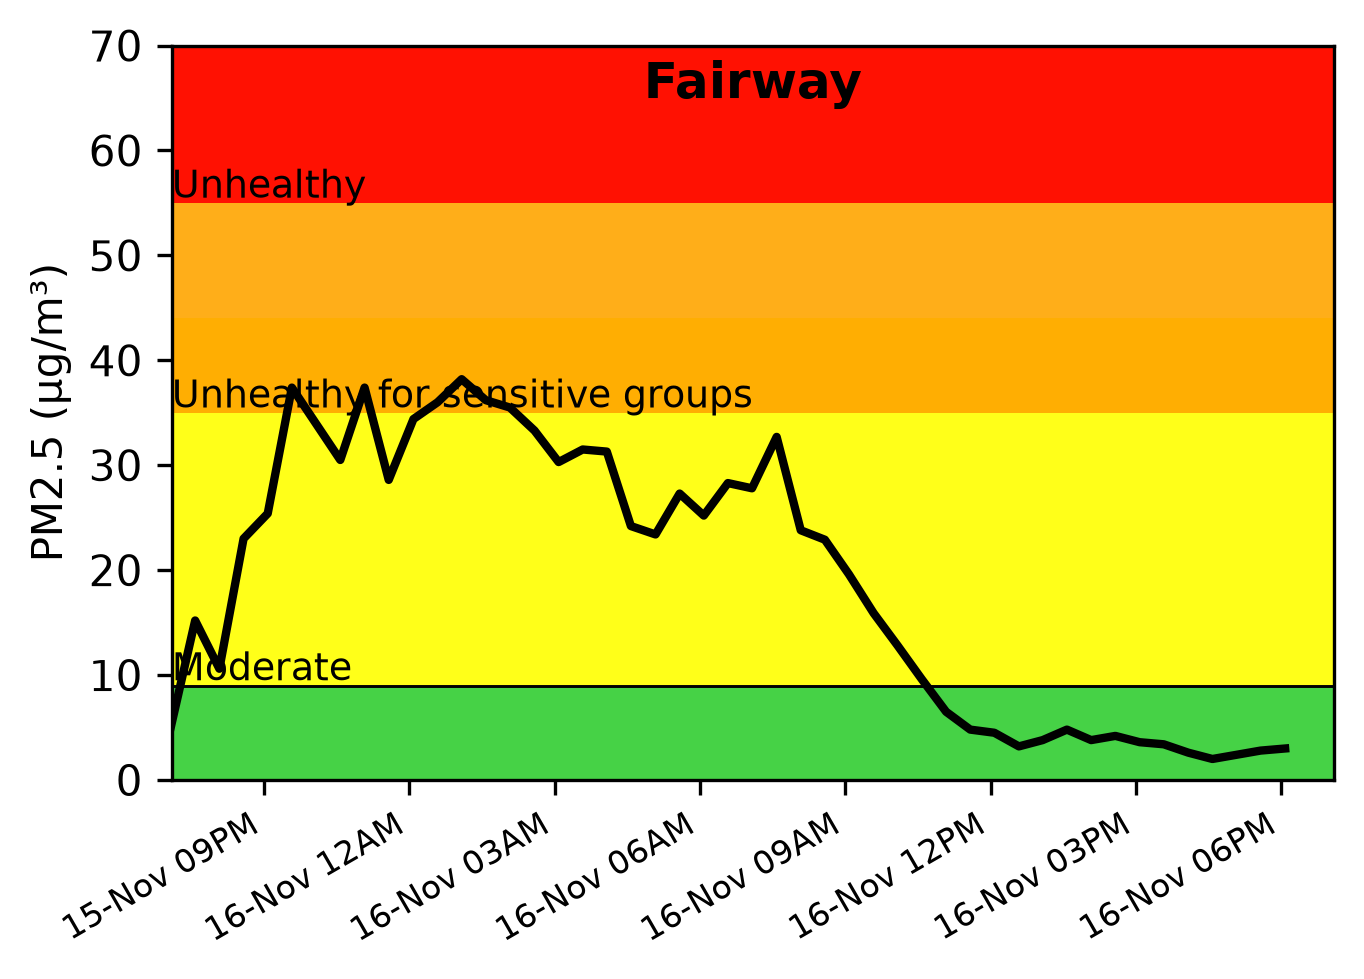 Fairway
PM2.5 (µg/m³)
70
60
50
40
30
20
10
0
Unhealthy
Unhealthy for sensitive groups
Moderate
15-Nov 09PM
16-Nov 12AM
16-Nov 03AM
16-Nov 06AM
16-Nov 09AM
16-Nov 12PM
16-Nov 03PM
16-Nov 06PM